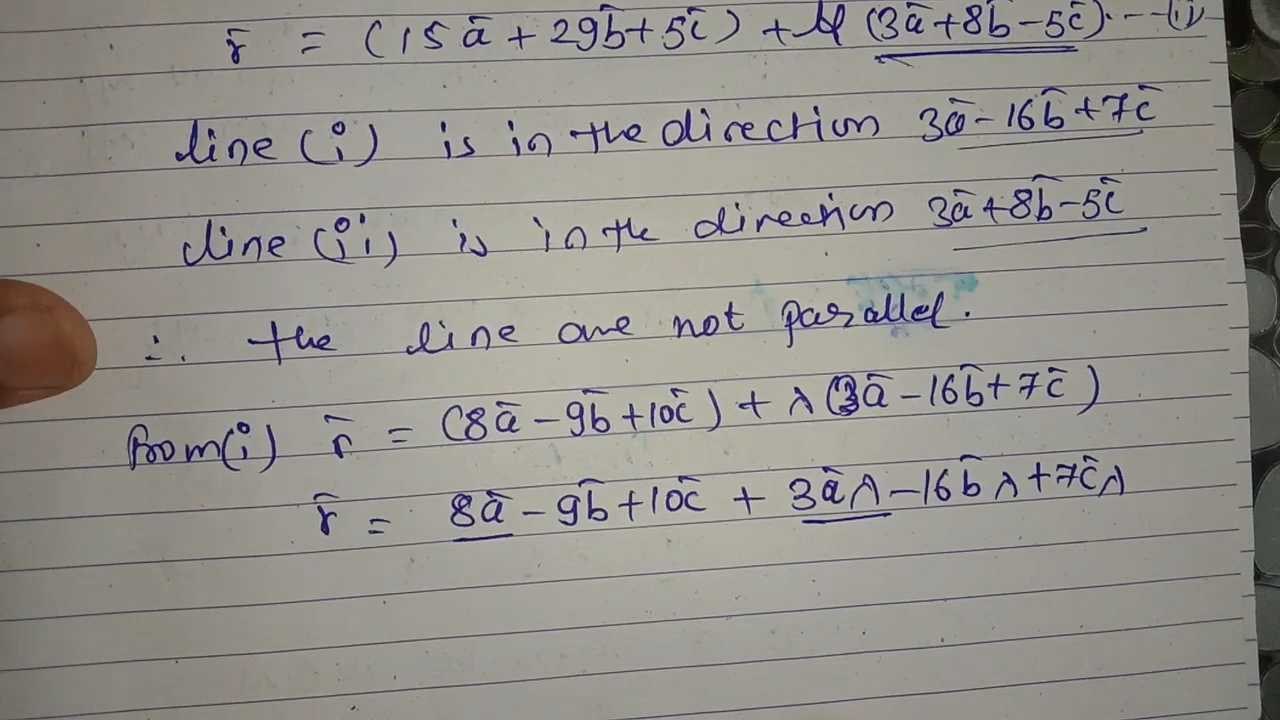 r̄ = (15ā + 29b̄ + 5c̄) + μ (3ā + 8b̄ - 5c̄) ... (ii)
line (i) is in the direction 3ā - 16b̄ + 7c̄
line (ii) is in the direction 3ā + 8b̄ - 5c̄
∴ the line are not parallel.
From (i) r̄ = (8ā - 9b̄ + 10c̄) + λ (3ā - 16b̄ + 7c̄)
r̄ = 8ā - 9b̄ + 10c̄ + 3āλ - 16b̄λ + 7c̄λ